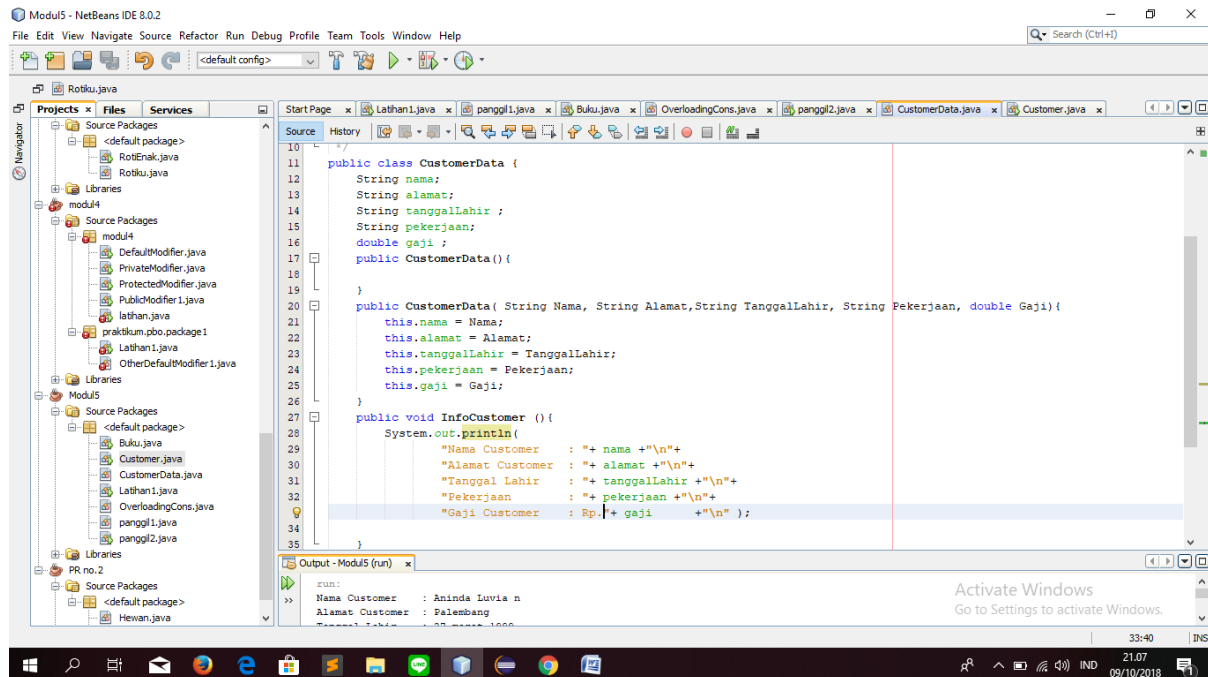 Modul5 - NetBeans IDE 8.0.2
File Edit View Navigate Source Refactor Run Debug Profile Team Tools Window Help
Search (Ctrl+I)
<default config>
Rotiku.java
Projects Files Services
Navigator
Source Packages
<default package>
RotiEnak.java
Rotiku.java
Libraries
modul4
Source Packages
modul4
DefaultModifier.java
PrivateModifier.java
ProtectedModifier.java
PublicModifier1.java
latihan.java
praktikum.pbo.package1
Latihan1.java
OtherDefaultModifier1.java
Libraries
Modul5
Source Packages
<default package>
Buku.java
Customer.java
CustomerData.java
Latihan1.java
OverloadingCons.java
panggil1.java
panggil2.java
Libraries
PR no.2
Source Packages
<default package>
Hewan.java
Start Page Latihan1.java panggil1.java Buku.java OverloadingCons.java panggil2.java CustomerData.java Customer.java
Source History
10 */
11 public class CustomerData {
12 String nama;
13 String alamat;
14 String tanggalLahir ;
15 String pekerjaan;
16 double gaji ;
17 public CustomerData(){
18
19 }
20 public CustomerData( String Nama, String Alamat,String TanggalLahir, String Pekerjaan, double Gaji){
21 this.nama = Nama;
22 this.alamat = Alamat;
23 this.tanggalLahir = TanggalLahir;
24 this.pekerjaan = Pekerjaan;
25 this.gaji = Gaji;
26 }
27 public void InfoCustomer (){
28 System.out.println(
29 "Nama Customer : "+ nama +"\n"+
30 "Alamat Customer : "+ alamat +"\n"+
31 "Tanggal Lahir : "+ tanggalLahir +"\n"+
32 "Pekerjaan : "+ pekerjaan +"\n"+
"Gaji Customer : Rp."+ gaji +"\n" );
34
35 }
Output - Modul5 (run)
run:
Nama Customer : Aninda Luvia n
Alamat Customer : Palembang
Activate Windows
Go to Settings to activate Windows.
33:40 INS
IND
21.07
09/10/2018